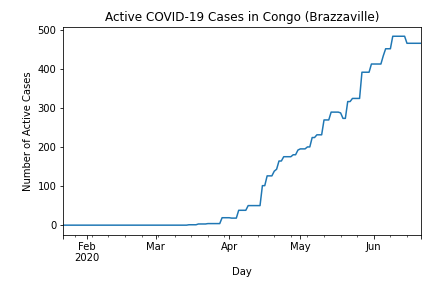 Active COVID-19 Cases in Congo (Brazzaville)
500
400
300
200
100
0
Number of Active Cases
Feb Mar Apr May Jun
2020
Day